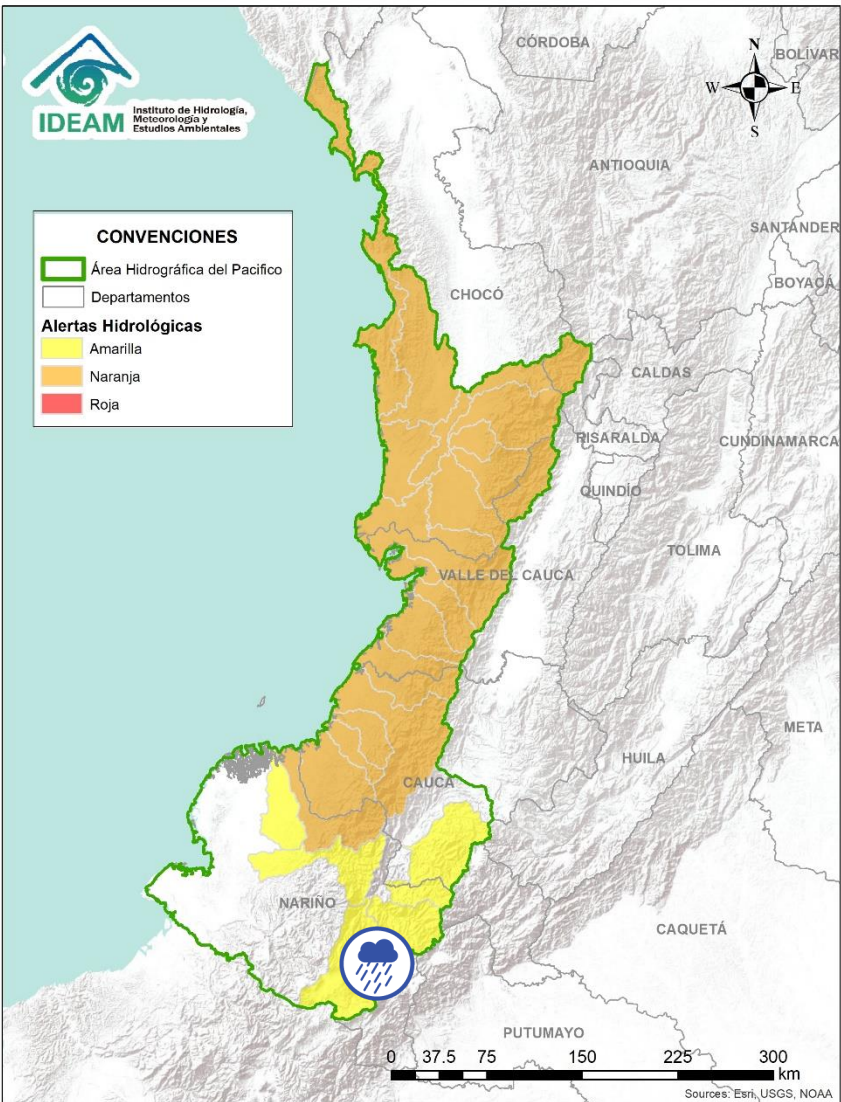 IDEAM
Instituto de Hidrología,
Meteorología y
Estudios Ambientales
CÓRDOBA
N
BOLÍVAR
W
E
S
ANTIOQUIA
CONVENCIONES
Área Hidrográfica del Pacifico
Departamentos
Alertas Hidrológicas
Amarilla
Naranja
Roja
SANTANDER
BOYACÁ
CHOCÓ
CALDAS
RISARALDA
CUNDINAMARCA
QUINDÍO
TOLIMA
VALLE DEL CAUCA
META
HUILA
CAUCA
NARIÑO
CAQUETÁ
PUTUMAYO
0 37.5 75 150 225 300
km
Sources: Esri, USGS, NOAA